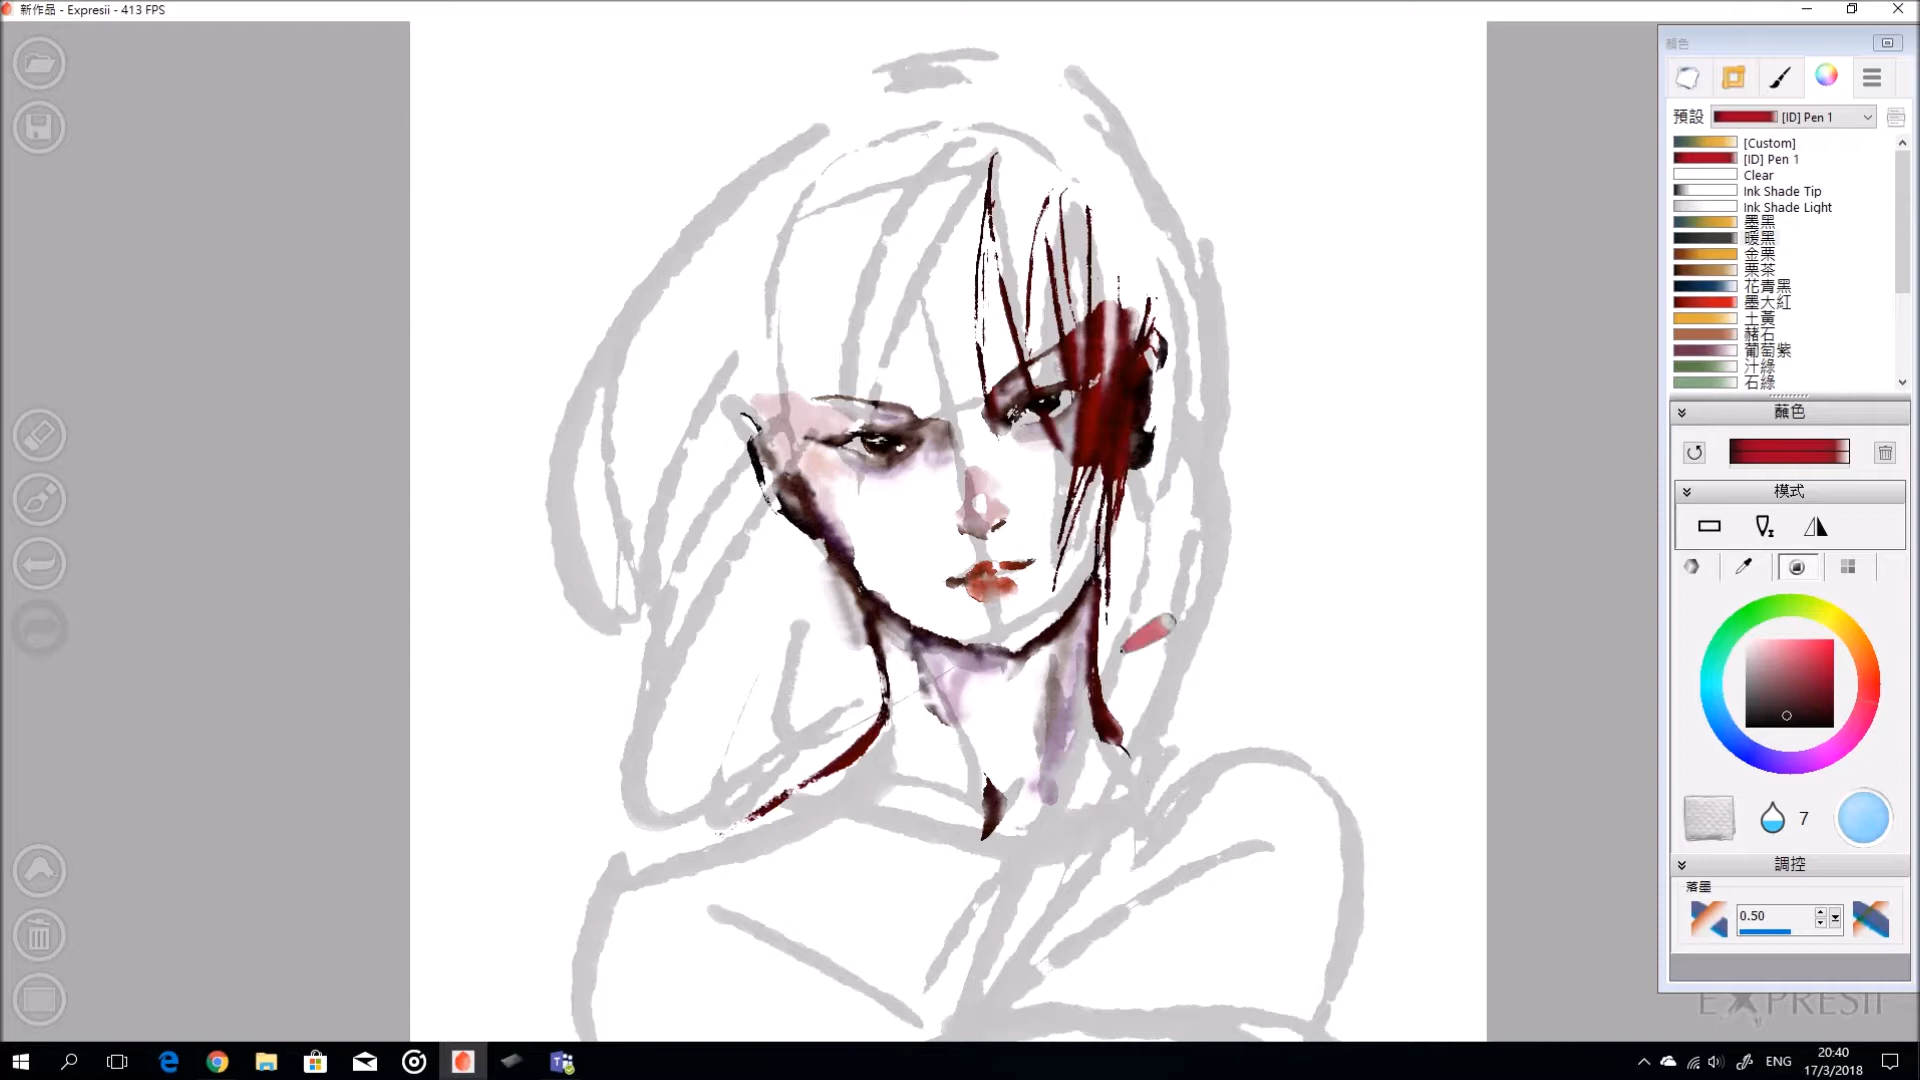 新作品 - Expresii - 413 FPS
顏色
預設 [ID] Pen 1
[Custom]
[ID] Pen 1
Clear
Ink Shade Tip
Ink Shade Light
墨黑
暖黑
金栗
栗茶
花青黑
墨大紅
土黃
赭石
葡萄紫
汁綠
石綠
蘸色
模式
7
調控
落墨
0.50
EXPRESII
ENG
20:40
17/3/2018